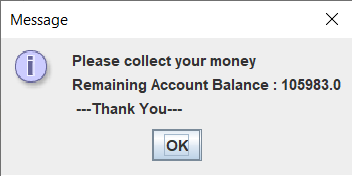 Message
Please collect your money
Remaining Account Balance : 105983.0
---Thank You---
OK